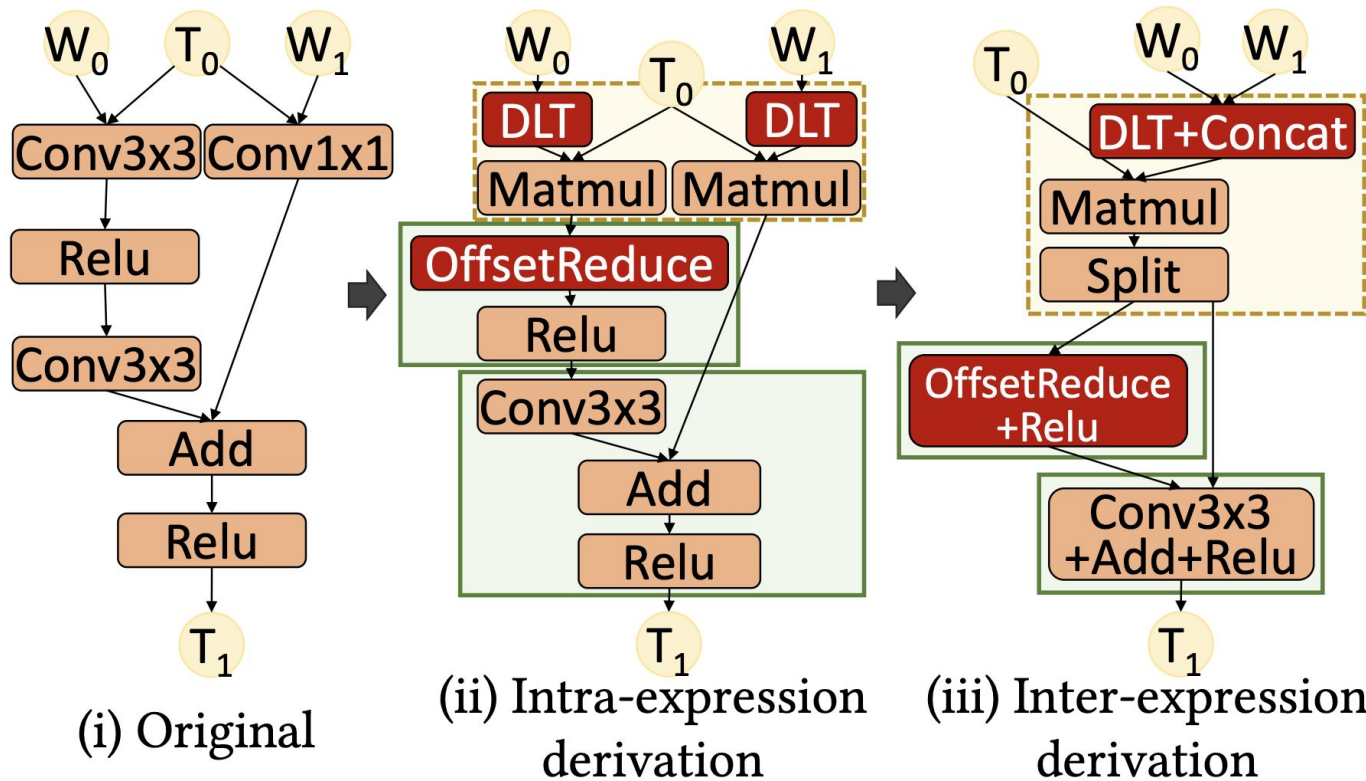 W₀
T₀
W₁
Conv3x3
Conv1x1
Relu
Conv3x3
Add
Relu
T₁
(i) Original
W₀
T₀
W₁
DLT
DLT
Matmul
Matmul
OffsetReduce
Relu
Conv3x3
Add
Relu
T₁
(ii) Intra-expression
derivation
T₀
W₀
W₁
DLT+Concat
Matmul
Split
OffsetReduce
+Relu
Conv3x3
+Add+Relu
T₁
(iii) Inter-expression
derivation